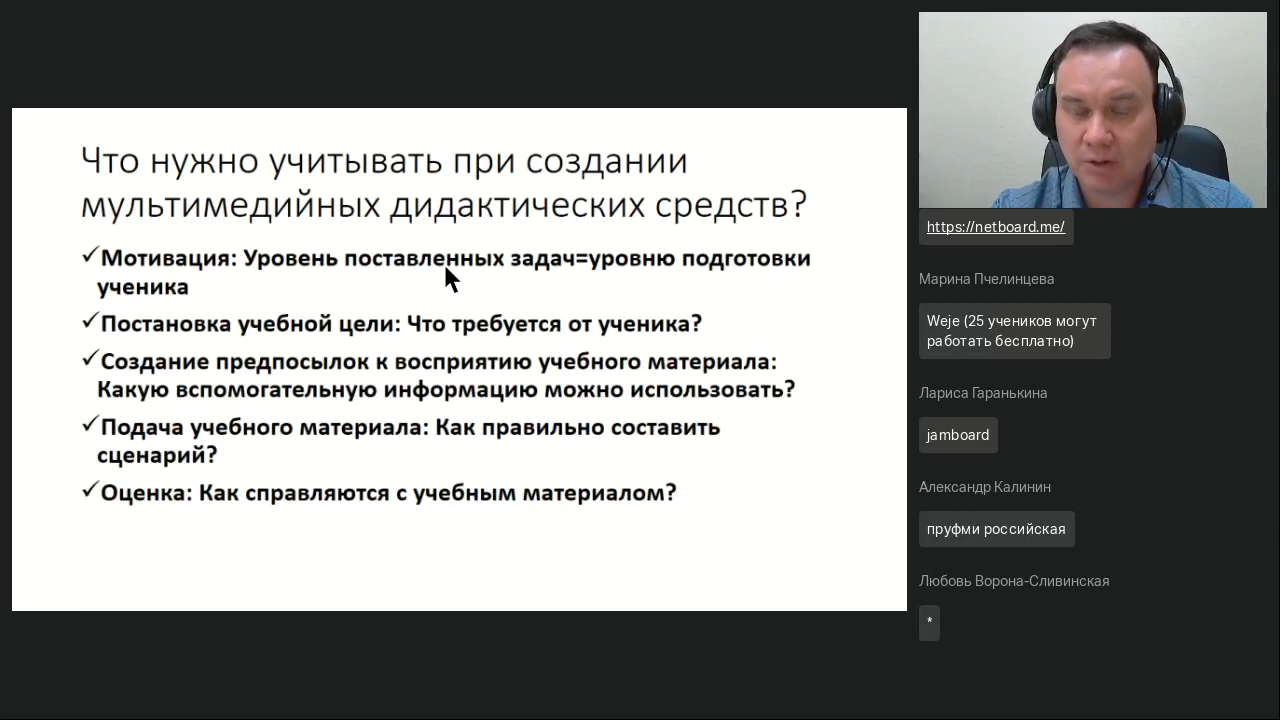 Что нужно учитывать при создании
мультимедийных дидактических средств?
✓Мотивация: Уровень поставленных задач=уровню подготовки
ученика
✓Постановка учебной цели: Что требуется от ученика?
✓Создание предпосылок к восприятию учебного материала:
Какую вспомогательную информацию можно использовать?
✓Подача учебного материала: Как правильно составить
сценарий?
✓Оценка: Как справляются с учебным материалом?
https://netboard.me/
Марина Пчелинцева
Weje (25 учеников могут
работать бесплатно)
Лариса Гаранькина
jamboard
Александр Калинин
пруфми российская
Любовь Ворона-Сливинская
*